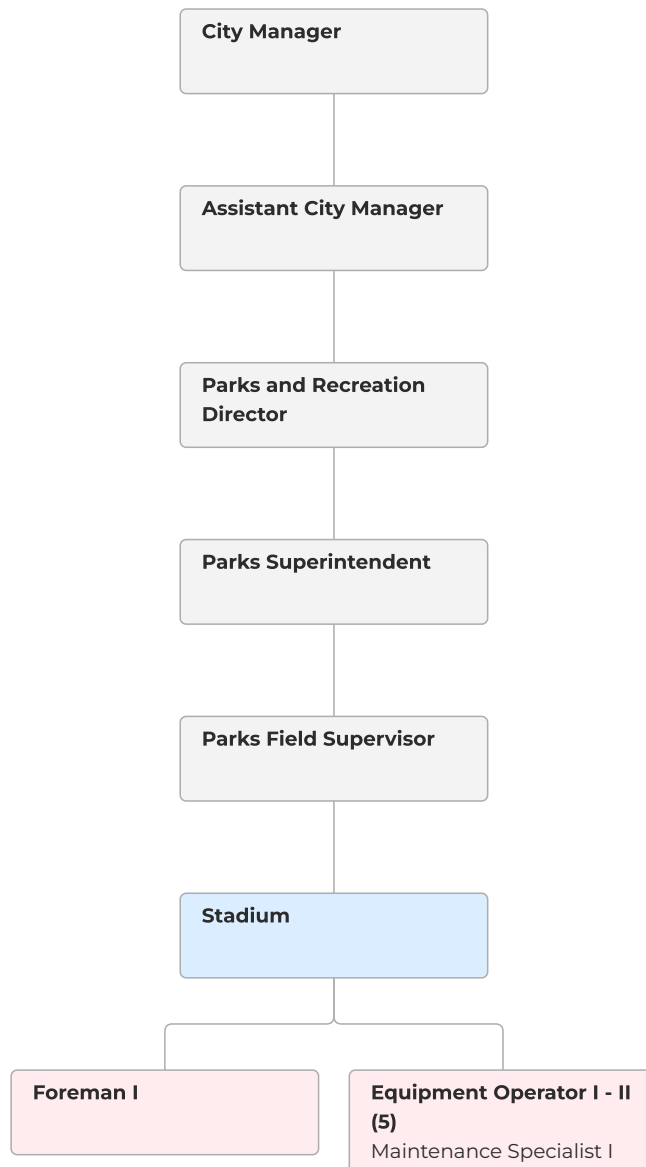 City Manager
Assistant City Manager
Parks and Recreation
Director
Parks Superintendent
Parks Field Supervisor
Stadium
Foreman I
Equipment Operator I - II
(5)
Maintenance Specialist I